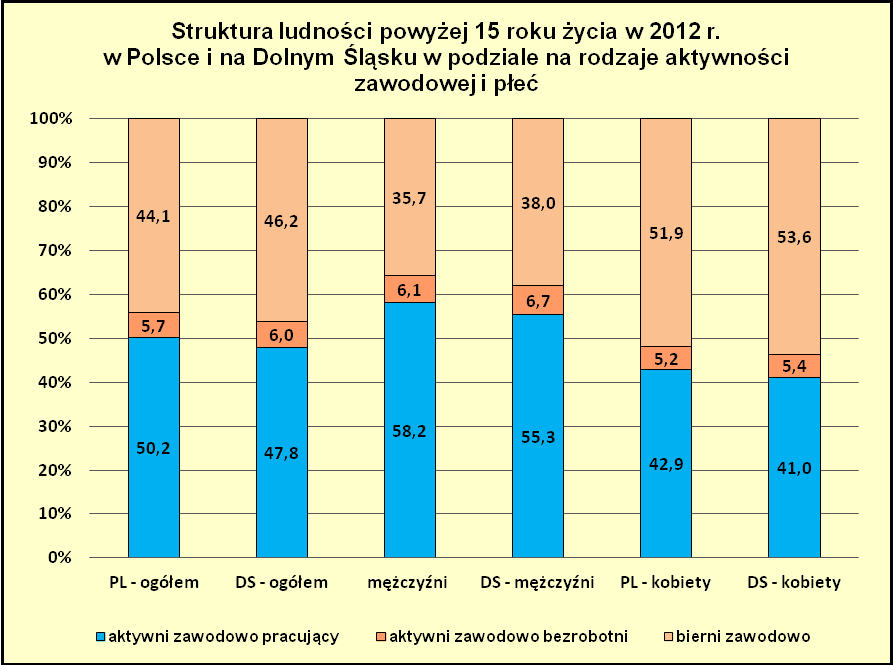 Struktura ludności powyżej 15 roku życia w 2012 r.
w Polsce i na Dolnym Śląsku w podziale na rodzaje aktywności
zawodowej i płeć
100%
90%
80%
70%
60%
50%
40%
30%
20%
10%
0%
44,1
46,2
35,7
38,0
51,9
53,6
5,7
6,0
6,1
6,7
5,2
5,4
50,2
47,8
58,2
55,3
42,9
41,0
PL - ogółem
DS - ogółem
mężczyźni
DS - mężczyźni
PL - kobiety
DS - kobiety
aktywni zawodowo pracujący
aktywni zawodowo bezrobotni
bierni zawodowo